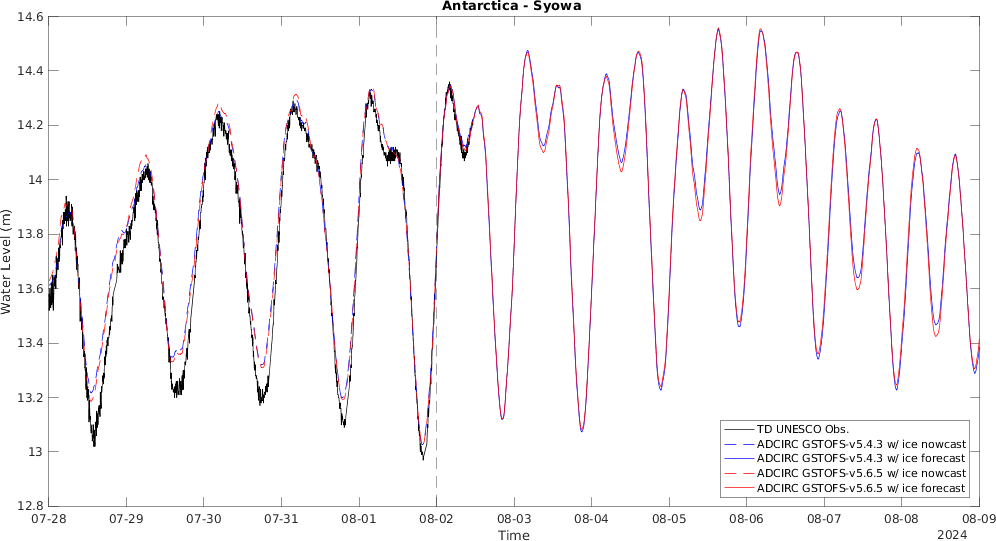 Antarctica - Syowa
Water Level (m)
14.6
14.4
14.2
14
13.8
13.6
13.4
13.2
13
12.8
TD UNESCO Obs.
ADCIRC GSTOFS-v5.4.3 w/ ice nowcast
ADCIRC GSTOFS-v5.4.3 w/ ice forecast
ADCIRC GSTOFS-v5.6.5 w/ ice nowcast
ADCIRC GSTOFS-v5.6.5 w/ ice forecast
07-28 07-29 07-30 07-31 08-01 08-02 08-03 08-04 08-05 08-06 08-07 08-08 08-09
Time
2024